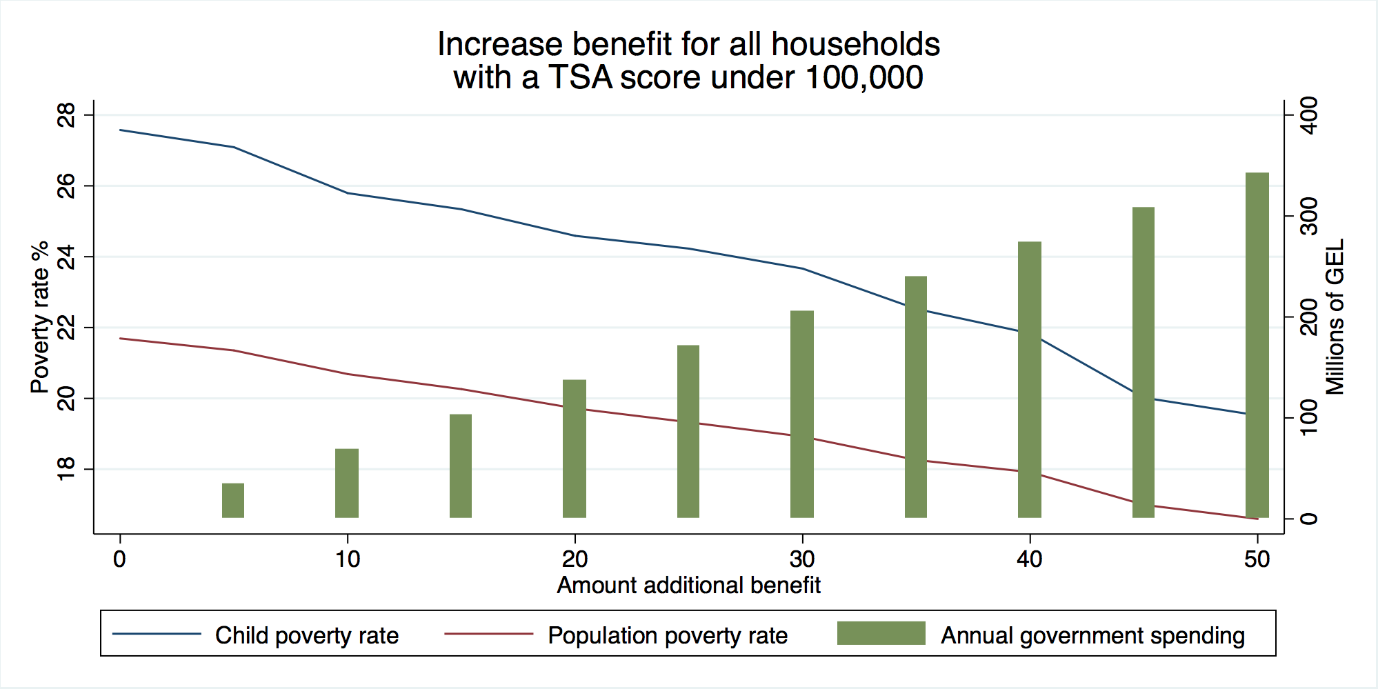 Increase benefit for all households
with a TSA score under 100,000
Poverty rate %
28
26
24
22
20
18
400
300
200
100
0
Millions of GEL
0 10 20 30 40 50
Amount additional benefit
Child poverty rate Population poverty rate Annual government spending